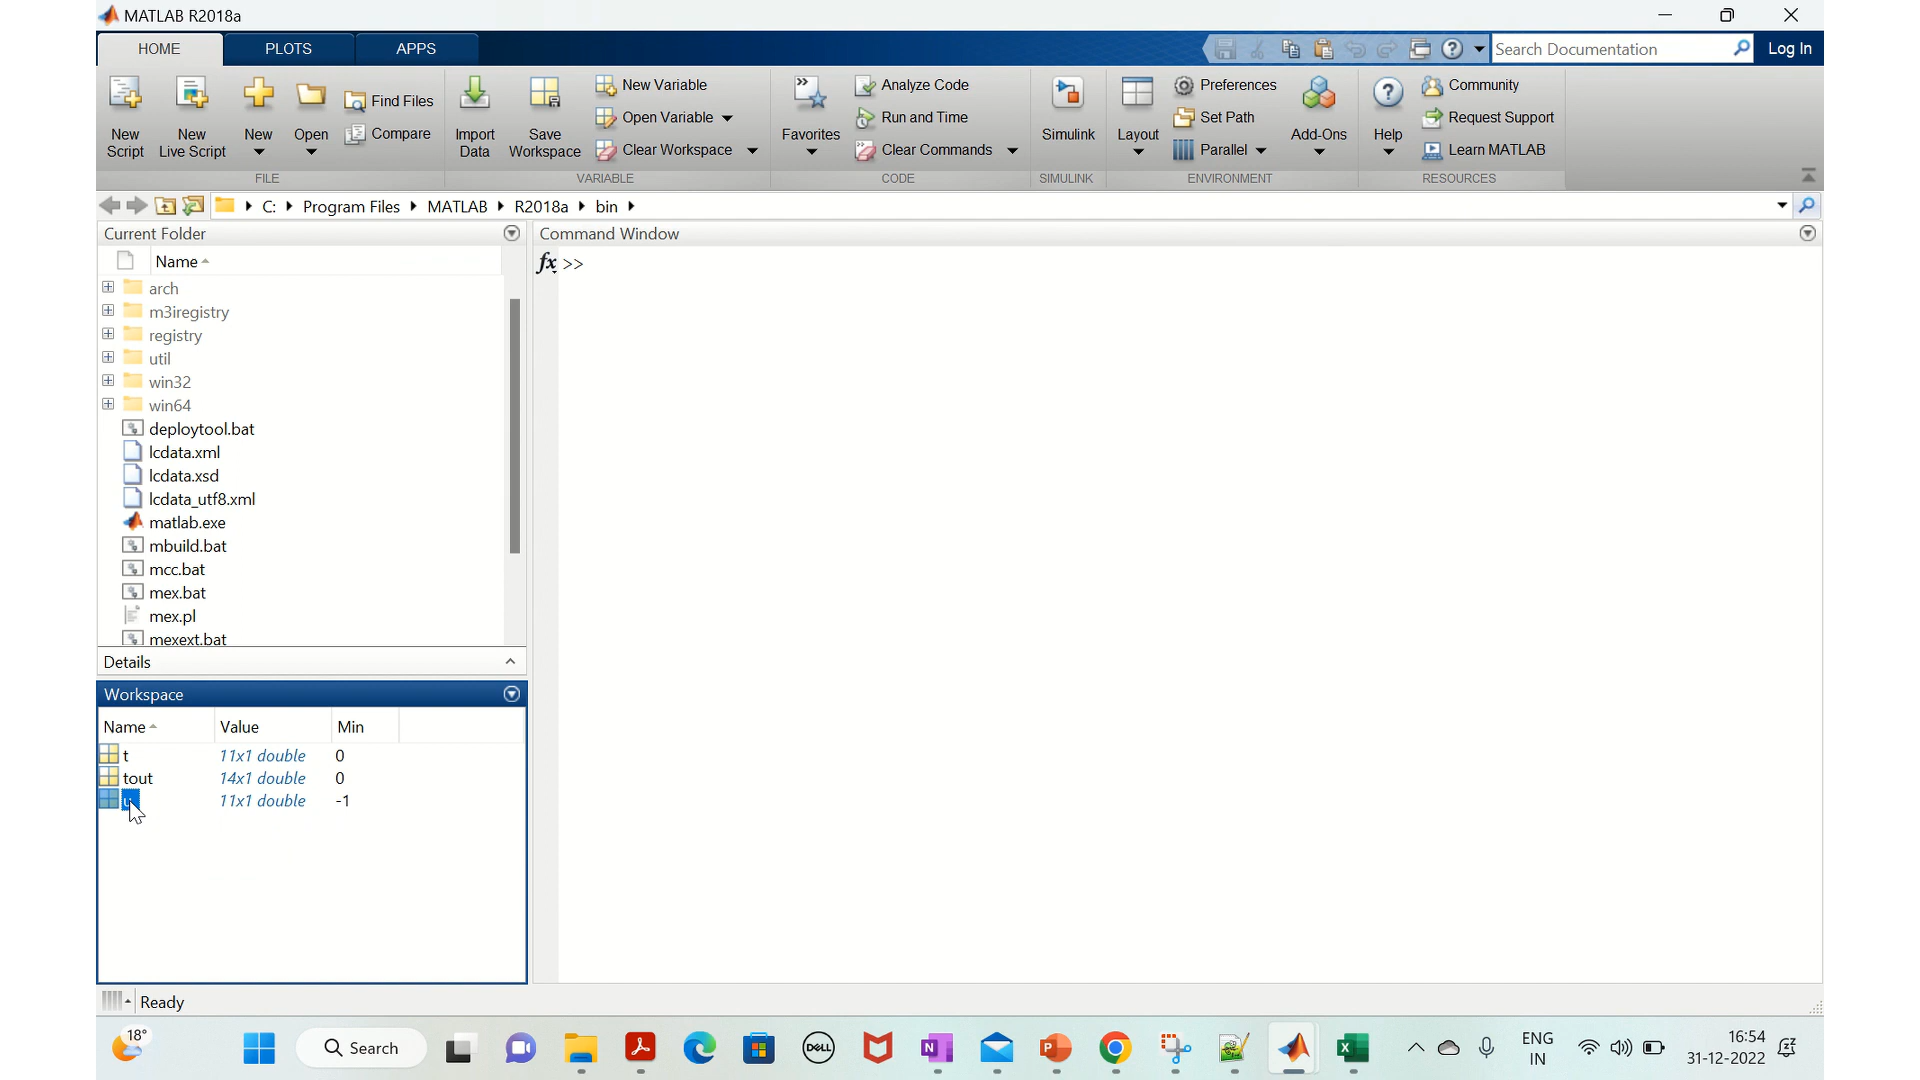 MATLAB R2018a
HOME PLOTS APPS
Search Documentation Log In
New Script
New Live Script
New
Open
Find Files
Compare
Import Data
Save Workspace
New Variable
Open Variable
Clear Workspace
Favorites
Analyze Code
Run and Time
Clear Commands
Simulink
Layout
Preferences
Set Path
Parallel
Add-Ons
Help
Community
Request Support
Learn MATLAB
FILE VARIABLE CODE SIMULINK ENVIRONMENT RESOURCES
C: Program Files MATLAB R2018a bin
Current Folder
Name
arch
m3iregistry
registry
util
win32
win64
deploytool.bat
lcdata.xml
lcdata.xsd
lcdata_utf8.xml
matlab.exe
mbuild.bat
mcc.bat
mex.bat
mex.pl
mexext.bat
Details
Command Window
fx >>
Workspace
Name Value Min
t 11x1 double 0
tout 14x1 double 0
11x1 double -1
Ready
18°
Search
DELL
ENG
IN
16:54
31-12-2022